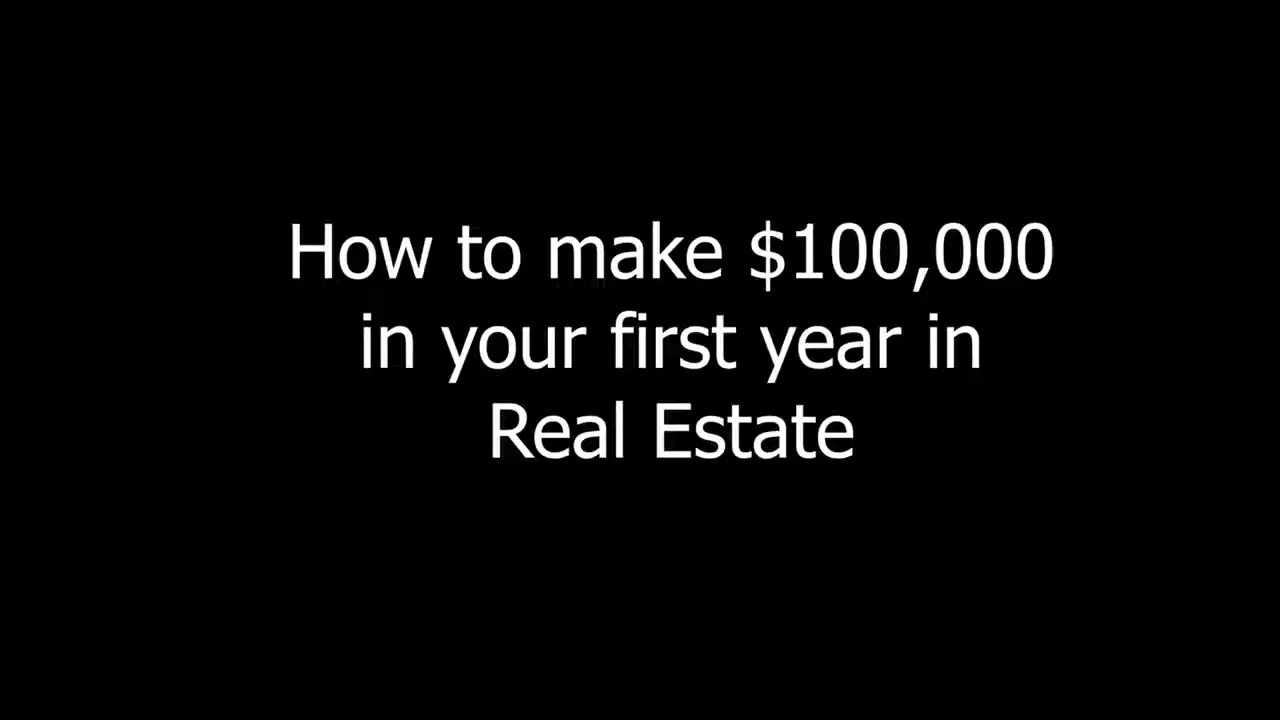 How to make $100,000
in your first year in
Real Estate